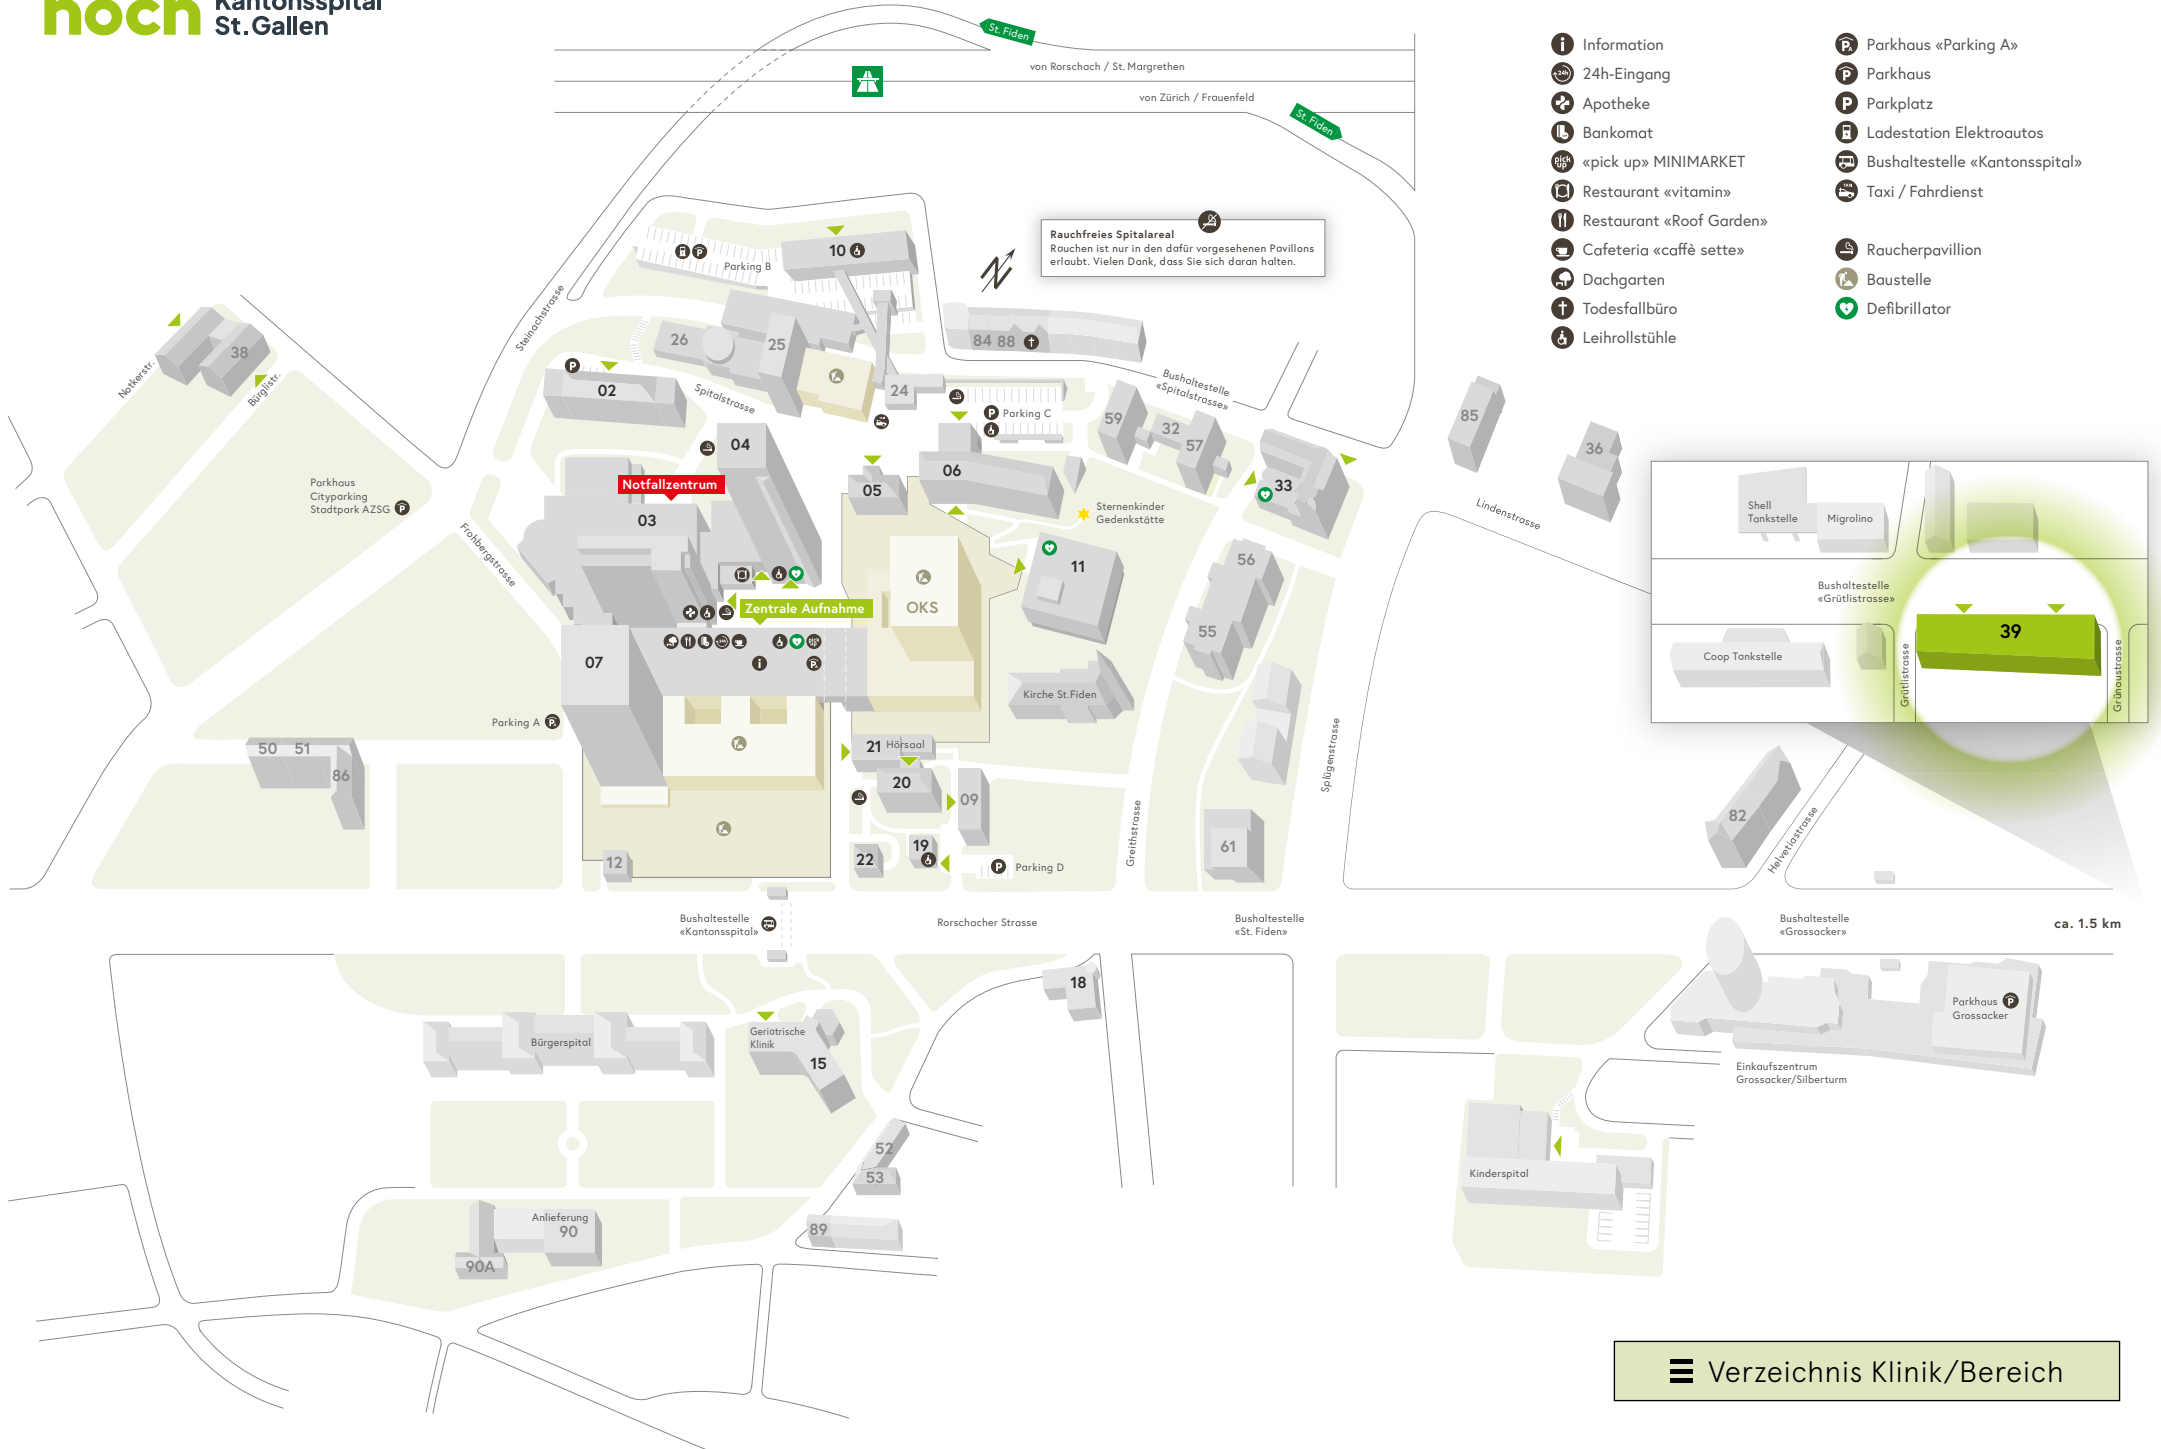 hoch Kantonsspital
St.Gallen
St. Fiden
von Rorschach / St. Margrethen
von Zürich / Frauenfeld
St. Fiden
Information
24h-Eingang
Apotheke
Bankomat
«pick up» MINIMARKET
Restaurant «vitamin»
Restaurant «Roof Garden»
Cafeteria «caffè sette»
Dachgarten
Todesfallbüro
Leihrollstühle
Parkhaus «Parking A»
Parkhaus
Parkplatz
Ladestation Elektroautos
Bushaltestelle «Kantonsspital»
Taxi / Fahrdienst
Raucherpavillion
Baustelle
Defibrillator
Rauchfreies Spitalareal
Rauchen ist nur in den dafür vorgesehenen Pavillons
erlaubt. Vielen Dank, dass Sie sich daran halten.
N
10
Parking B
Steinachstrasse
26
25
84 88
38
Notkerstr.
Bürglistr.
02
Spitalstrasse
24
Bushaltestelle
«Spitalstrasse»
Parking C
59
32
57
85
36
04
06
05
33
Notfallzentrum
03
Parkhaus
Cityparking
Stadtpark AZSG
Frohbergstrasse
Sternenkinder
Gedenkstätte
Lindenstrasse
11
56
OKS
55
Zentrale Aufnahme
07
Kirche St.Fiden
Parking A
50 51
86
21 Hörsaal
20
09
Splügenstrasse
Greithstrasse
12
22
19
Parking D
61
82
Helvetiastrasse
Shell
Tankstelle
Migrolino
Bushaltestelle
«Grütlistrasse»
39
Coop Tankstelle
Grütlistrasse
Grünaustrasse
Bushaltestelle
«Kantonsspital»
Rorschacher Strasse
Bushaltestelle
«St. Fiden»
Bushaltestelle
«Grossacker»
ca. 1.5 km
18
Parkhaus
Grossacker
Bürgerspital
Geriatrische
Klinik
15
Einkaufszentrum
Grossacker/Silberturm
52
53
Kinderspital
Anlieferung
90
90A
89
Verzeichnis Klinik/Bereich